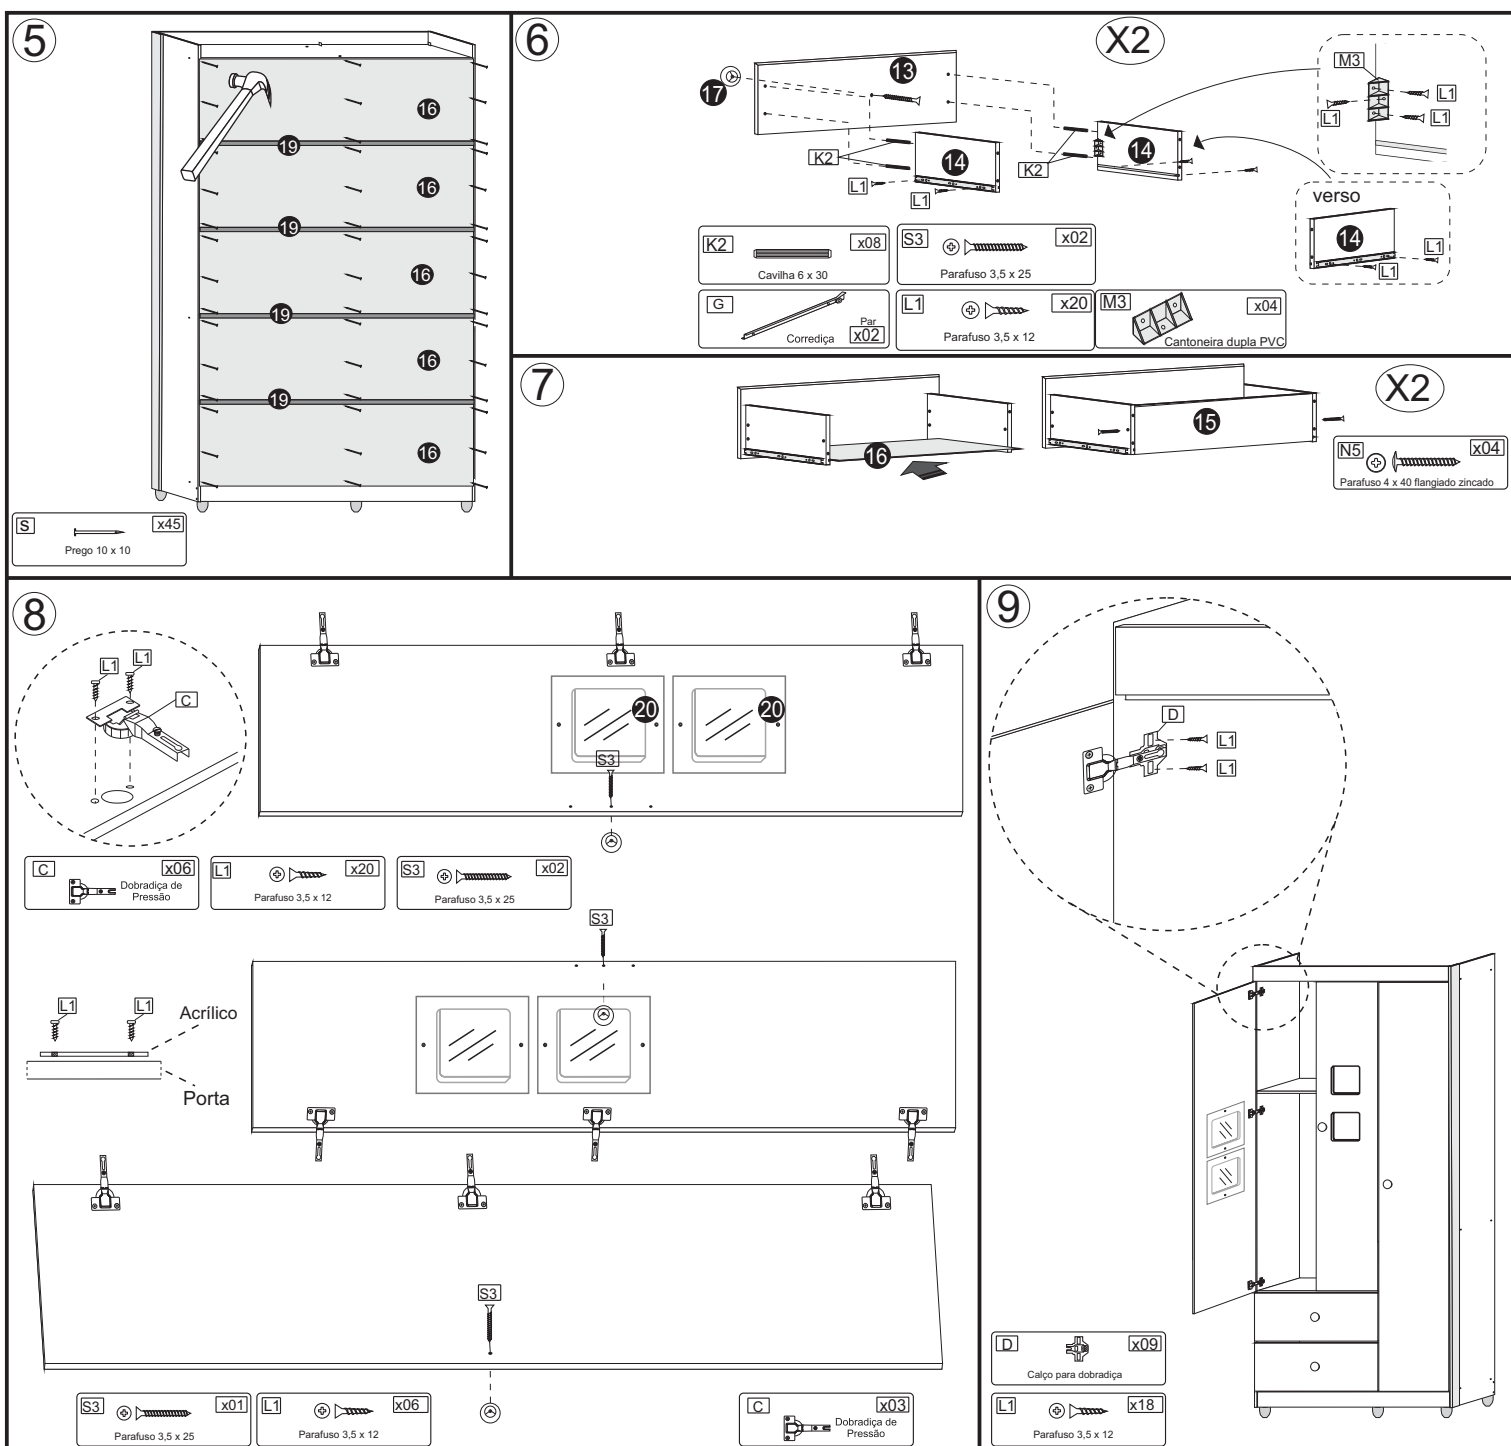 5
16
19
16
19
16
19
16
19
16
S x45
Prego 10 x 10
6
X2
17
13
K2
14
L1
L1
K2
14
M3
L1
L1
L1
verso
14
L1
L1
K2 x08
Cavilha 6 x 30
S3 x02
Parafuso 3,5 x 25
G
Corrediça
Par
x02
L1 x20
Parafuso 3,5 x 12
M3 x04
Cantoneira dupla PVC
7
X2
16
15
N5 x04
Parafuso 4 x 40 flangiado zincado
8
L1 L1
C
20 20
S3
C x06
Dobradiça de
Pressão
L1 x20
Parafuso 3,5 x 12
S3 x02
Parafuso 3,5 x 25
S3
L1 L1
Acrílico
Porta
S3
S3 x01
Parafuso 3,5 x 25
L1 x06
Parafuso 3,5 x 12
C x03
Dobradiça de
Pressão
9
D
L1
L1
D x09
Calço para dobradiça
L1 x18
Parafuso 3,5 x 12